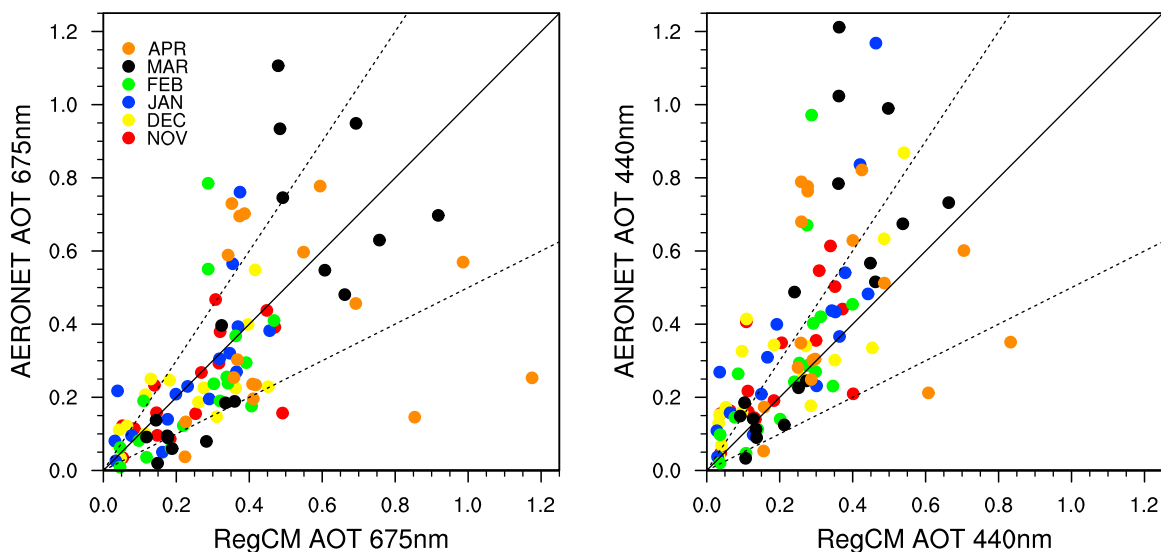 1.2
1.0
0.8
0.6
0.4
0.2
0.0
AERONET AOT 675nm
APR
MAR
FEB
JAN
DEC
NOV
0.0 0.2 0.4 0.6 0.8 1.0 1.2
RegCM AOT 675nm
1.2
1.0
0.8
0.6
0.4
0.2
0.0
AERONET AOT 440nm
0.0 0.2 0.4 0.6 0.8 1.0 1.2
RegCM AOT 440nm